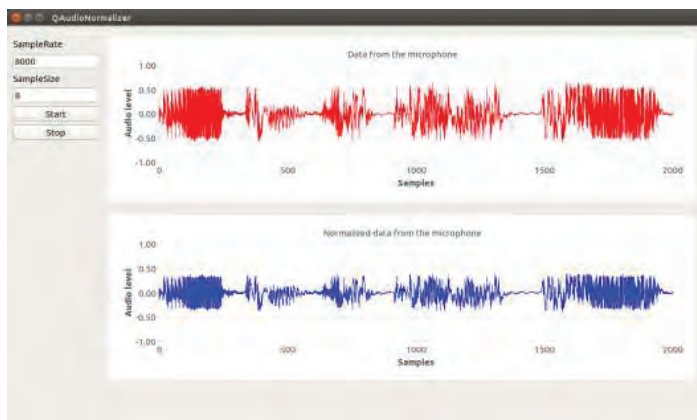 QAudioNormalizer
SampleRate
8000
SampleSize
8
Start
Stop
Data from the microphone
1.00
0.50
0.00
-0.50
-1.00
Audio level
0
500
1000
1500
2000
Samples
Normalized data from the microphone
1.00
0.50
0.00
-0.50
-1.00
Audio level
0
500
1000
1500
2000
Samples